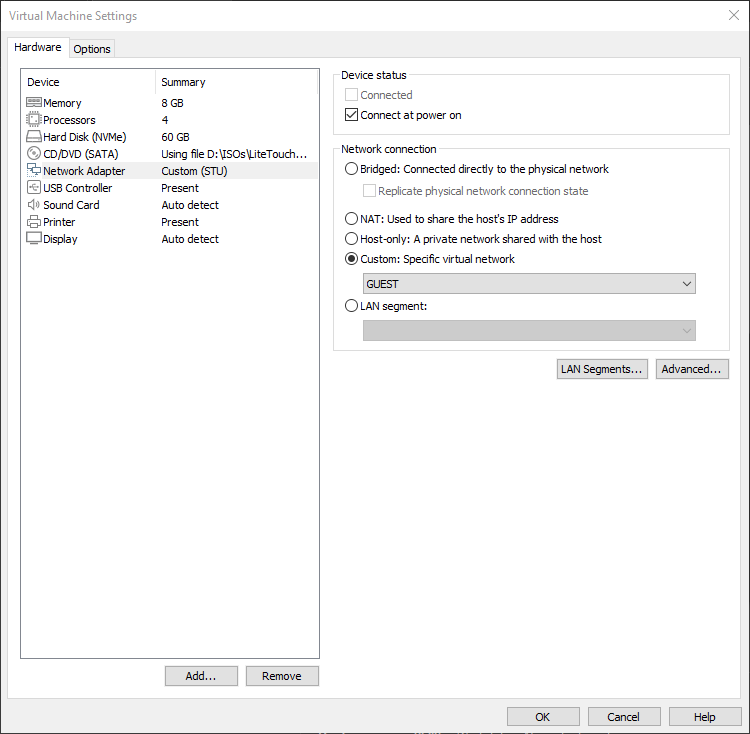 Virtual Machine Settings
Hardware Options
Device Summary
Memory 8 GB
Processors 4
Hard Disk (NVMe) 60 GB
CD/DVD (SATA) Using file D:\ISOs\LiteTouch...
Network Adapter Custom (STU)
USB Controller Present
Sound Card Auto detect
Printer Present
Display Auto detect
Add... Remove
Device status
Connected
Connect at power on
Network connection
Bridged: Connected directly to the physical network
Replicate physical network connection state
NAT: Used to share the host's IP address
Host-only: A private network shared with the host
Custom: Specific virtual network
GUEST
LAN segment:
LAN Segments... Advanced...
OK Cancel Help